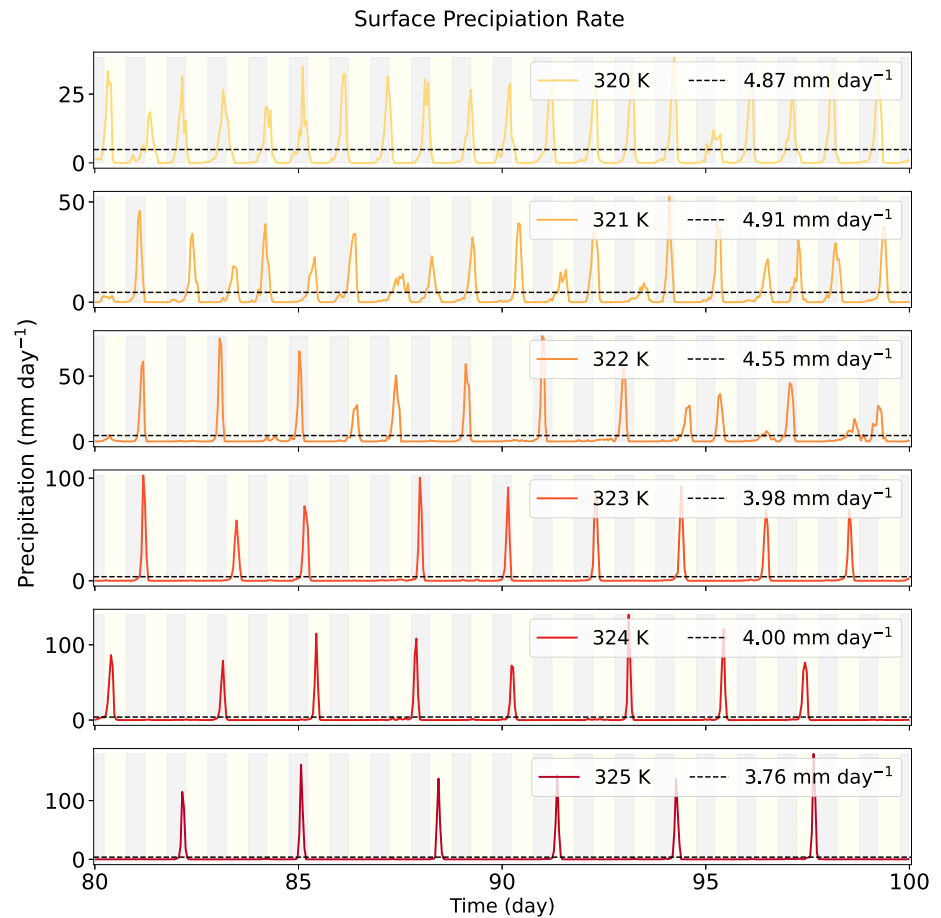 Surface Precipiation Rate
Precipitation (mm day⁻¹)
25
0
320 K
4.87 mm day⁻¹
50
0
321 K
4.91 mm day⁻¹
50
0
322 K
4.55 mm day⁻¹
100
0
323 K
3.98 mm day⁻¹
100
0
324 K
4.00 mm day⁻¹
100
0
325 K
3.76 mm day⁻¹
80 85 90 95 100
Time (day)